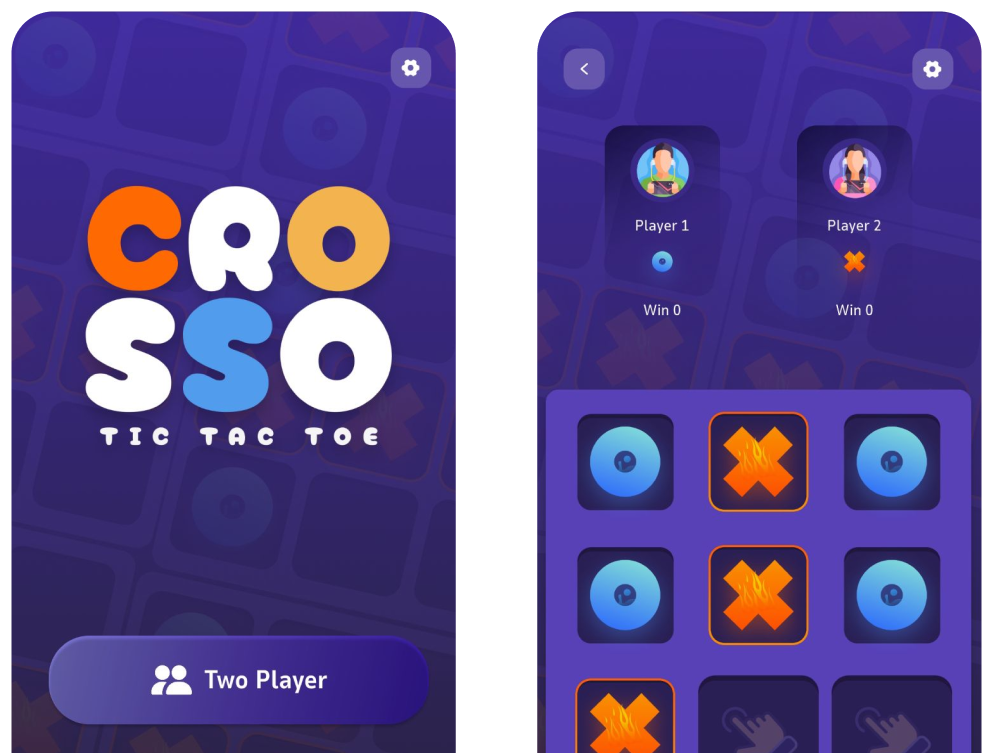 CRO
SSO
TIC TAC TOE
Two Player
Player 1
Player 2
Win 0
Win 0